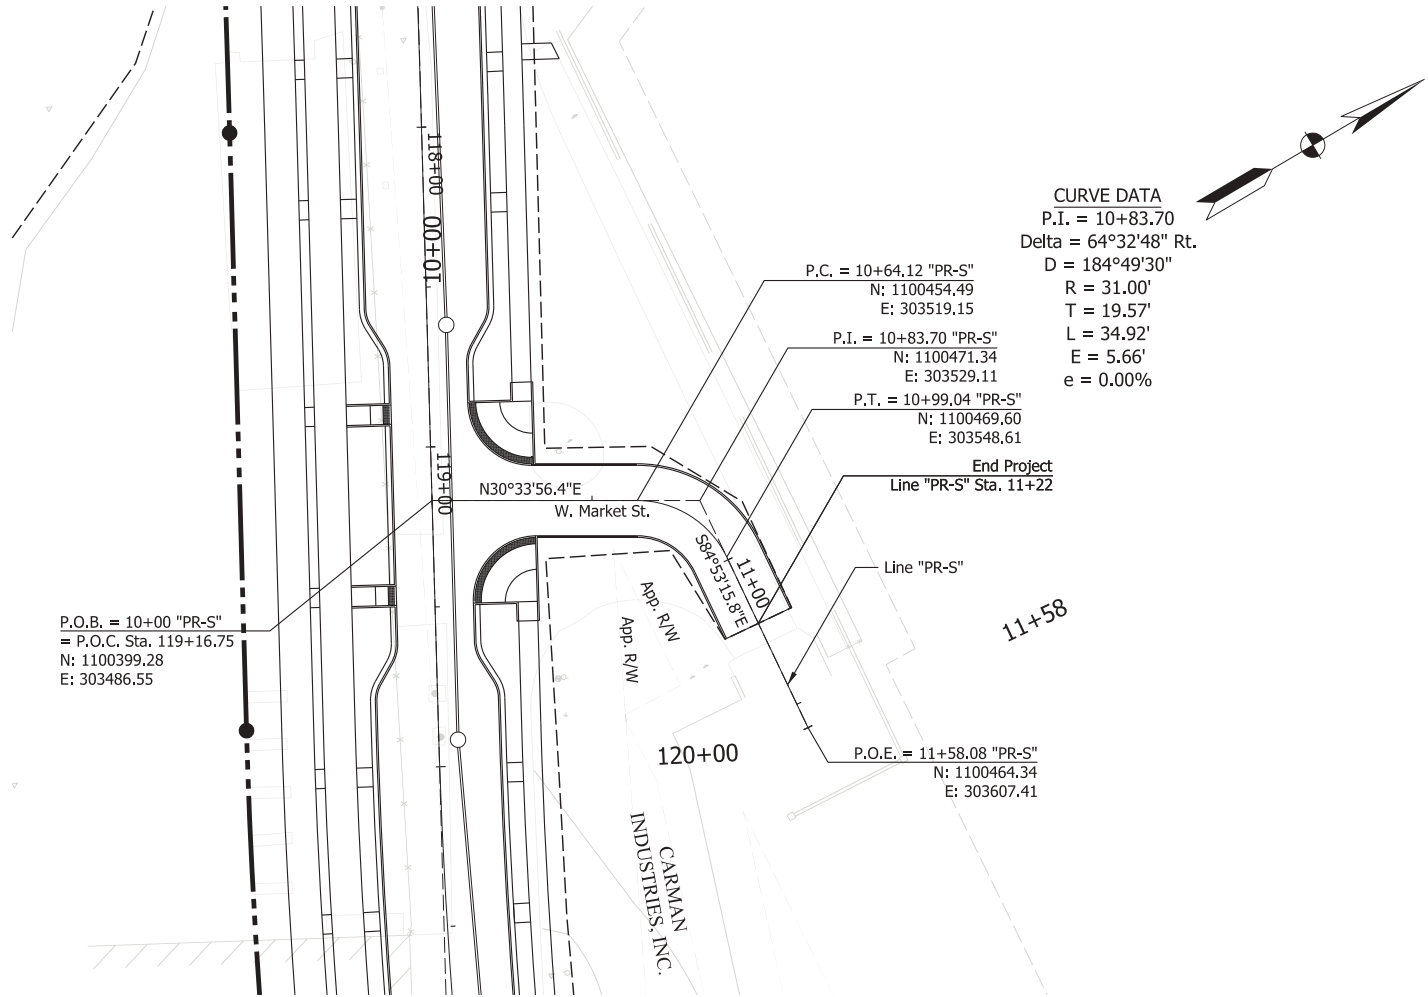 118+00
10+00
CURVE DATA
P.I. = 10+83.70
Delta = 64°32'48" Rt.
D = 184°49'30"
R = 31.00'
T = 19.57'
L = 34.92'
E = 5.66'
e = 0.00%
P.C. = 10+64.12 "PR-S"
N: 1100454.49
E: 303519.15
P.I. = 10+83.70 "PR-S"
N: 1100471.34
E: 303529.11
P.T. = 10+99.04 "PR-S"
N: 1100469.60
E: 303548.61
End Project
Line "PR-S" Sta. 11+22
119+00
N30°33'56.4"E
W. Market St.
S84°53'15.8"E
11+00
Line "PR-S"
App. R/W
App. R/W
11+58
P.O.B. = 10+00 "PR-S"
= P.O.C. Sta. 119+16.75
N: 1100399.28
E: 303486.55
120+00
P.O.E. = 11+58.08 "PR-S"
N: 1100464.34
E: 303607.41
CARMAN
INDUSTRIES, INC.